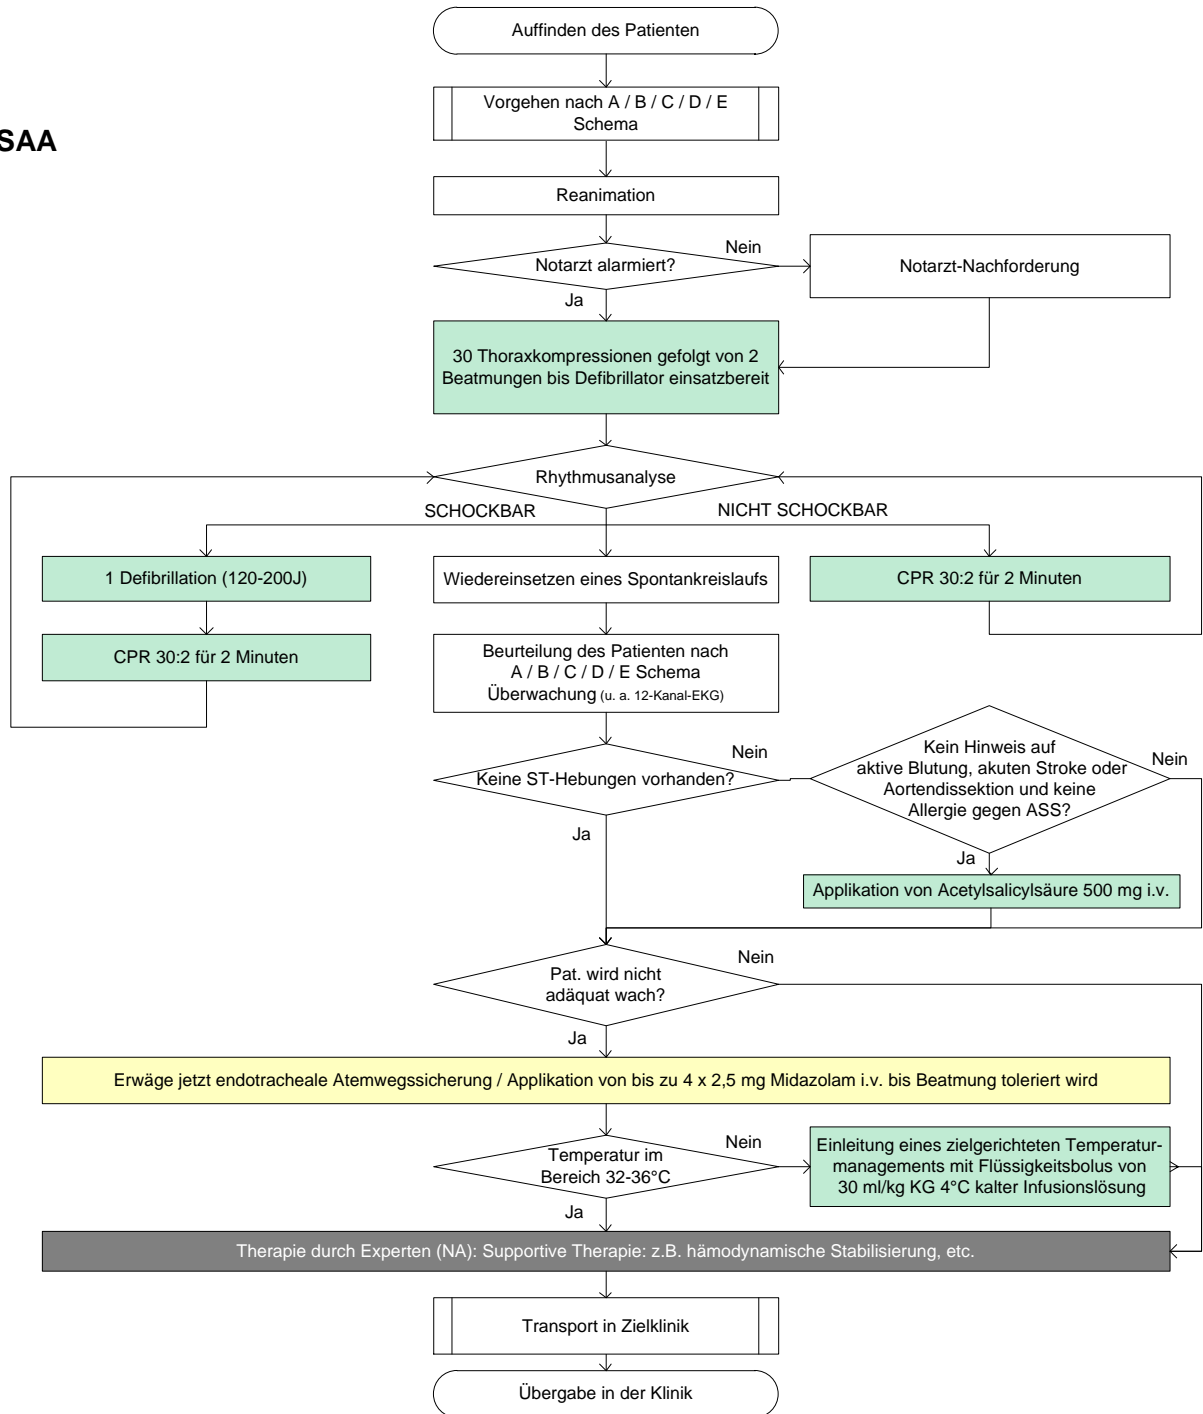 Auffinden des Patienten
Vorgehen nach A / B / C / D / E
Schema
SAA
Reanimation
Notarzt alarmiert?
Nein
Notarzt-Nachforderung
Ja
30 Thoraxkompressionen gefolgt von 2
Beatmungen bis Defibrillator einsatzbereit
Rhythmusanalyse
SCHOCKBAR
NICHT SCHOCKBAR
1 Defibrillation (120-200J)
CPR 30:2 für 2 Minuten
Wiedereinsetzen eines Spontankreislaufs
CPR 30:2 für 2 Minuten
Beurteilung des Patienten nach
A / B / C / D / E Schema
Überwachung (u. a. 12-Kanal-EKG)
Keine ST-Hebungen vorhanden?
Nein
Ja
Kein Hinweis auf
aktive Blutung, akuten Stroke oder
Aortendissektion und keine
Allergie gegen ASS?
Nein
Ja
Applikation von Acetylsalicylsäure 500 mg i.v.
Pat. wird nicht
adäquat wach?
Nein
Ja
Erwäge jetzt endotracheale Atemwegssicherung / Applikation von bis zu 4 x 2,5 mg Midazolam i.v. bis Beatmung toleriert wird
Temperatur im
Bereich 32-36°C
Nein
Einleitung eines zielgerichteten Temperatur-
managements mit Flüssigkeitsbolus von
30 ml/kg KG 4°C kalter Infusionslösung
Ja
Therapie durch Experten (NA): Supportive Therapie: z.B. hämodynamische Stabilisierung, etc.
Transport in Zielklinik
Übergabe in der Klinik